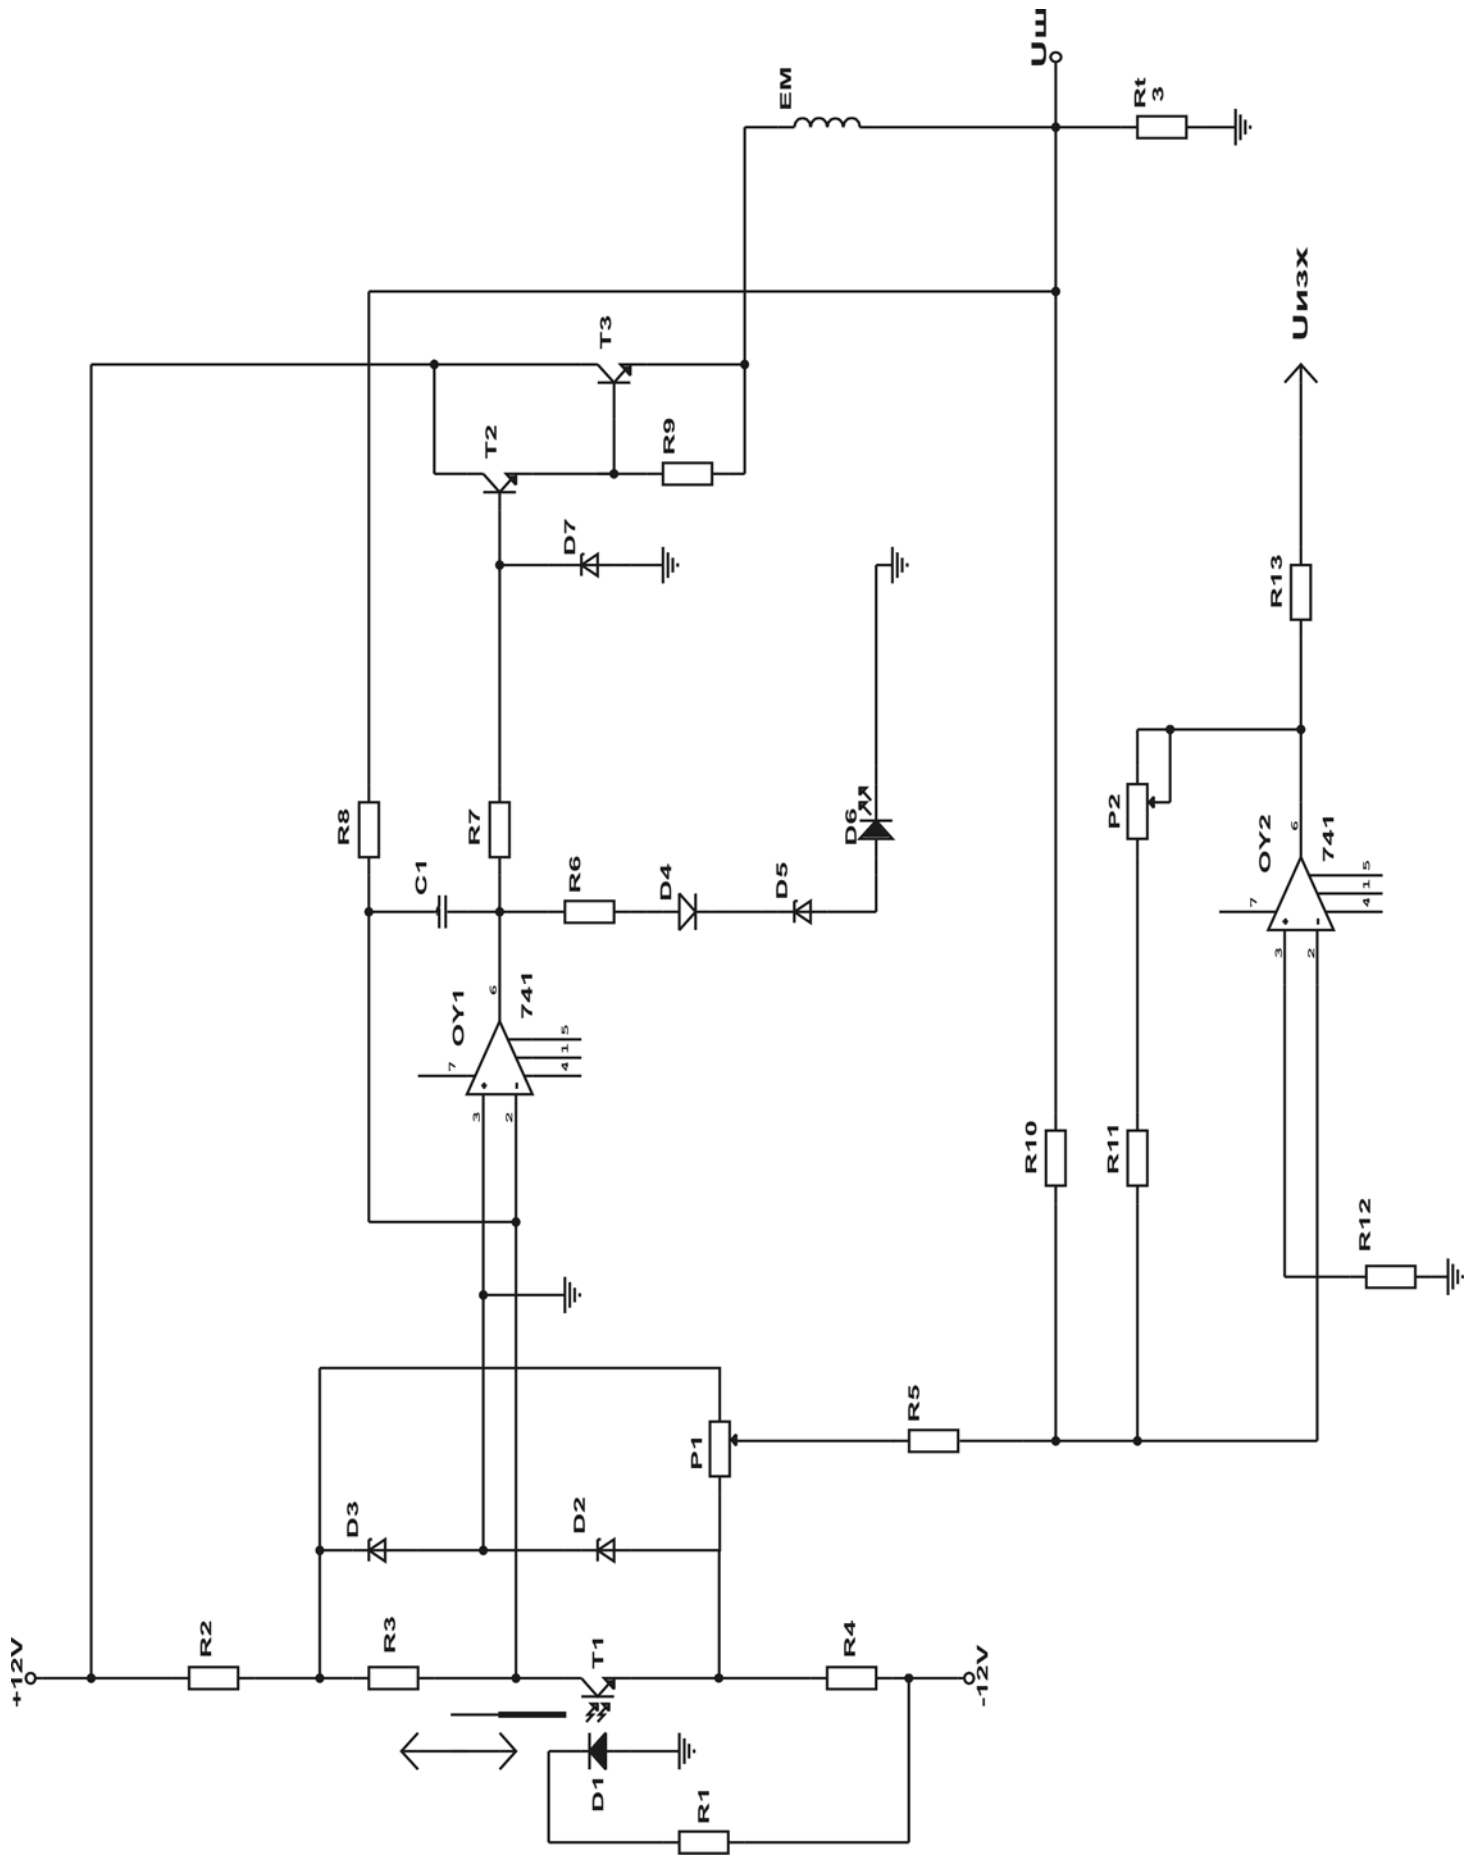 +12V
R2
R3
T1
R4
-12V
D1
R1
D3
D2
P1
R5
OY1
741
3
2
7
6
4
1
5
C1
R8
R7
R6
D4
D5
D6
D7
T2
T3
R9
EM
Uш
Rt
3
R10
R11
P2
R12
OY2
741
3
2
7
6
4
1
5
R13
Uизх